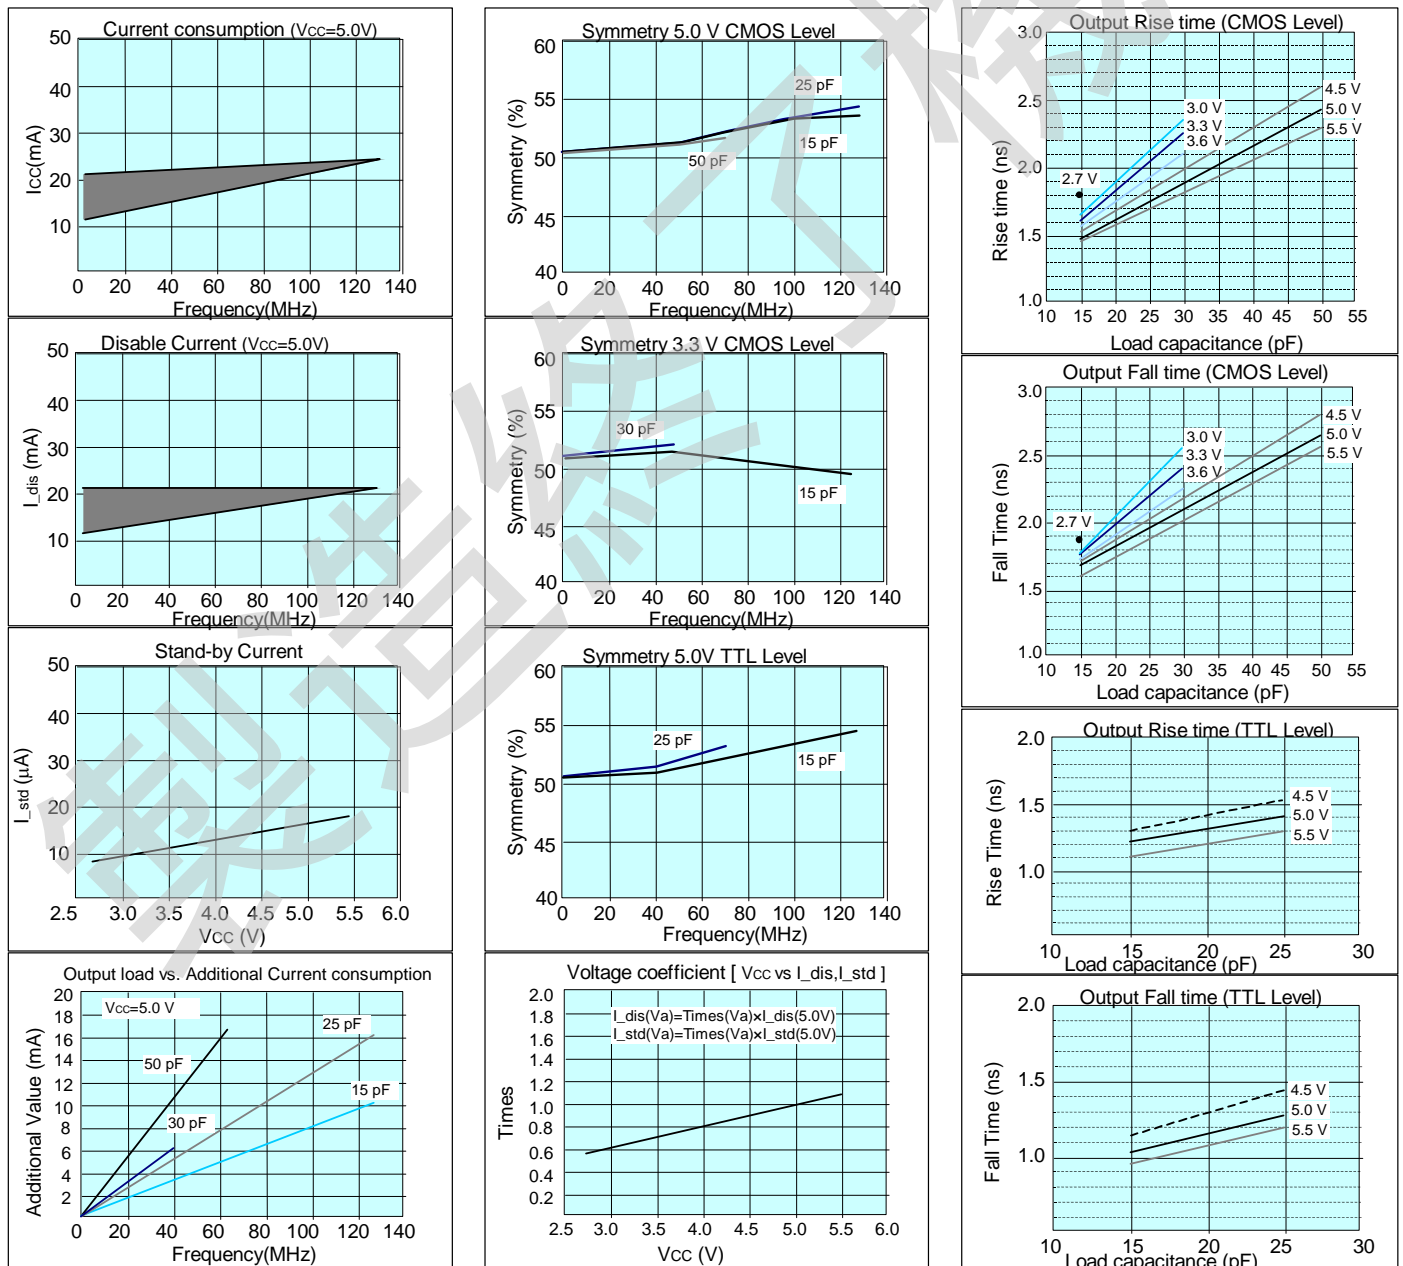 Current consumption (VCC=5.0V)
50
40
30
20
10
ICC(mA)
0 20 40 60 80 100 120 140
Frequency(MHz)
Disable Current (VCC=5.0V)
50
40
30
20
10
I_dis (mA)
0 20 40 60 80 100 120 140
Frequency(MHz)
Stand-by Current
50
40
30
20
10
I_std (μA)
2.5 3.0 3.5 4.0 4.5 5.0 5.5 6.0
VCC (V)
Output load vs. Additional Current consumption
20
18
16
14
12
10
8
6
4
2
Additional Value (mA)
VCC=5.0 V
25 pF
50 pF
15 pF
30 pF
0 20 40 60 80 100 120 140
Frequency(MHz)
Symmetry 5.0 V CMOS Level
60
55
50
45
40
Symmetry (%)
25 pF
15 pF
50 pF
0 20 40 60 80 100 120 140
Frequency(MHz)
Symmetry 3.3 V CMOS Level
60
55
50
45
40
Symmetry (%)
30 pF
15 pF
0 20 40 60 80 100 120 140
Frequency(MHz)
Symmetry 5.0V TTL Level
60
55
50
45
40
Symmetry (%)
25 pF
15 pF
0 20 40 60 80 100 120 140
Frequency(MHz)
Voltage coefficient [ VCC vs I_dis,I_std ]
2.0
1.8
1.6
1.4
1.2
1.0
0.8
0.6
0.4
0.2
Times
I_dis(Va)=Times(Va)×I_dis(5.0V)
I_std(Va)=Times(Va)×I_std(5.0V)
2.5 3.0 3.5 4.0 4.5 5.0 5.5 6.0
VCC (V)
Output Rise time (CMOS Level)
3.0
2.5
2.0
1.5
1.0
Rise time (ns)
4.5 V
5.0 V
5.5 V
3.0 V
3.3 V
3.6 V
2.7 V
10 15 20 25 30 35 40 45 50 55
Load capacitance (pF)
Output Fall time (CMOS Level)
3.0
2.5
2.0
1.5
1.0
Fall Time (ns)
4.5 V
5.0 V
5.5 V
3.0 V
3.3 V
3.6 V
2.7 V
10 15 20 25 30 35 40 45 50 55
Load capacitance (pF)
Output Rise time (TTL Level)
2.0
1.5
1.0
Rise Time (ns)
4.5 V
5.0 V
5.5 V
10 15 20 25 30
Load capacitance (pF)
Output Fall time (TTL Level)
2.0
1.5
1.0
Fall Time (ns)
4.5 V
5.0 V
5.5 V
10 15 20 25 30
Load capacitance (pF)
製造終了機